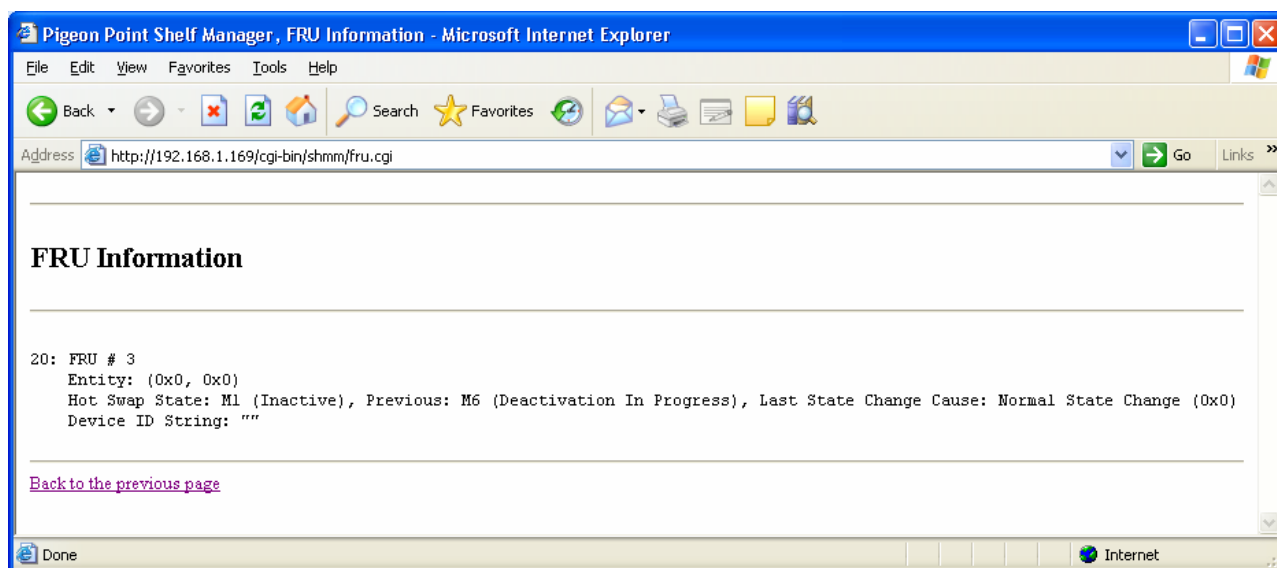 Pigeon Point Shelf Manager, FRU Information - Microsoft Internet Explorer
File Edit View Favorites Tools Help
Back Search Favorites
Address http://192.168.1.169/cgi-bin/shmm/fru.cgi Go Links »
FRU Information
20: FRU # 3
Entity: (0x0, 0x0)
Hot Swap State: M1 (Inactive), Previous: M6 (Deactivation In Progress), Last State Change Cause: Normal State Change (0x0)
Device ID String: ""
Back to the previous page
Done Internet